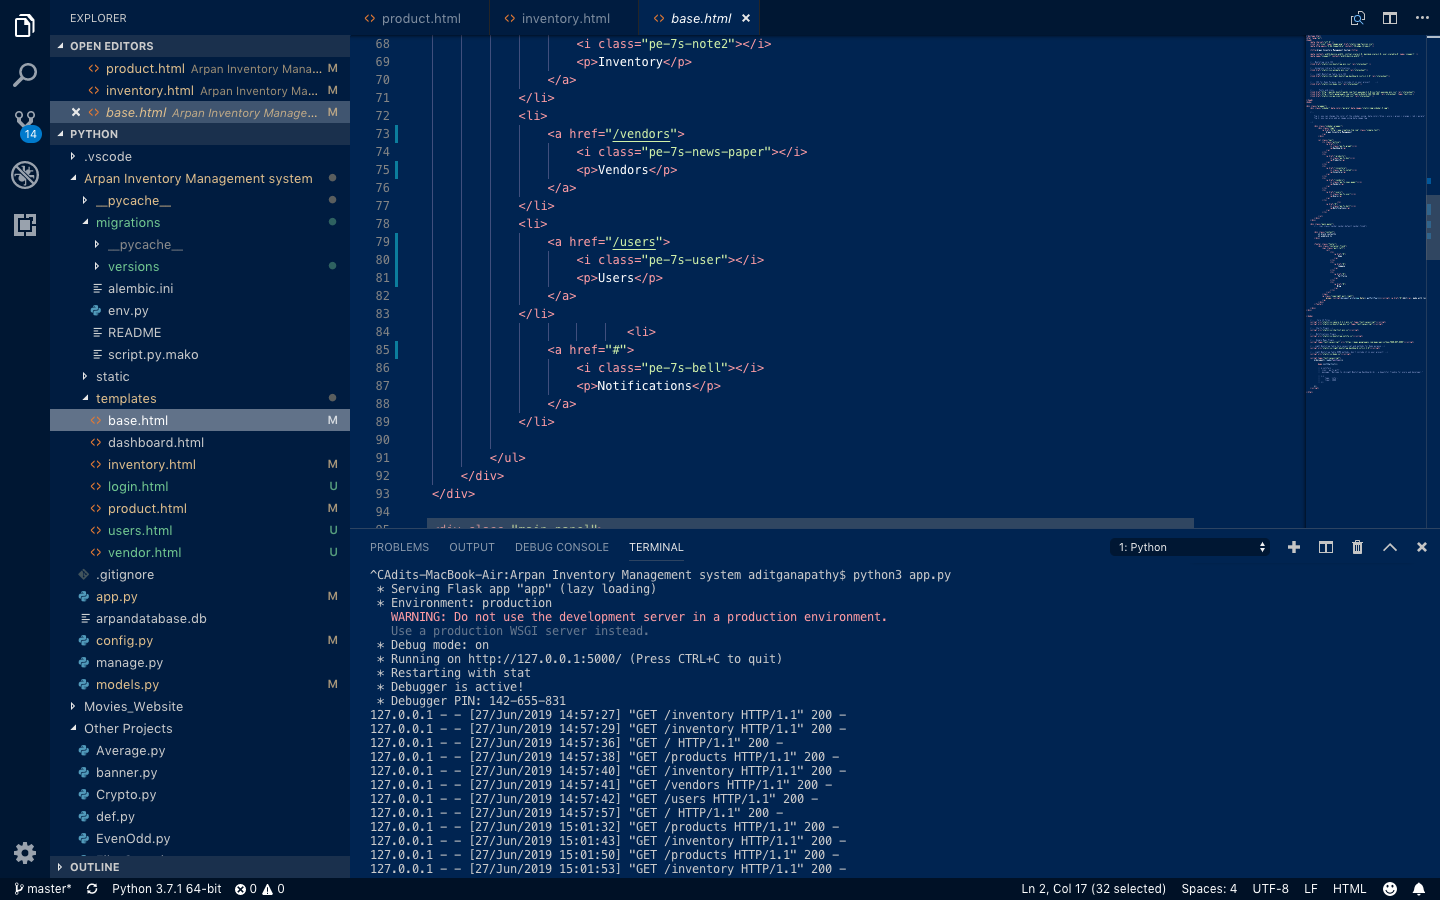 EXPLORER
OPEN EDITORS
product.html Arpan Inventory Mana... M
inventory.html Arpan Inventory Ma... M
base.html Arpan Inventory Manage... M
14
PYTHON
.vscode
Arpan Inventory Management system
__pycache__
migrations
__pycache__
versions
alembic.ini
env.py
README
script.py.mako
static
templates
base.html M
dashboard.html
inventory.html M
login.html U
product.html M
users.html U
vendor.html U
.gitignore
app.py M
arpandatabase.db
config.py M
manage.py
models.py M
Movies_Website
Other Projects
Average.py
banner.py
Crypto.py
def.py
EvenOdd.py
OUTLINE
product.html inventory.html base.html
68 <i class="pe-7s-note2"></i>
69 <p>Inventory</p>
70 </a>
71 </li>
72 <li>
73 <a href="/vendors">
74 <i class="pe-7s-news-paper"></i>
75 <p>Vendors</p>
76 </a>
77 </li>
78 <li>
79 <a href="/users">
80 <i class="pe-7s-user"></i>
81 <p>Users</p>
82 </a>
83 </li>
84 <li>
85 <a href="#">
86 <i class="pe-7s-bell"></i>
87 <p>Notifications</p>
88 </a>
89 </li>
90
91 </ul>
92 </div>
93 </div>
94
PROBLEMS OUTPUT DEBUG CONSOLE TERMINAL 1: Python
^CAdits-MacBook-Air:Arpan Inventory Management system aditganapathy$ python3 app.py
* Serving Flask app "app" (lazy loading)
* Environment: production
WARNING: Do not use the development server in a production environment.
Use a production WSGI server instead.
* Debug mode: on
* Running on http://127.0.0.1:5000/ (Press CTRL+C to quit)
* Restarting with stat
* Debugger is active!
* Debugger PIN: 142-655-831
127.0.0.1 - - [27/Jun/2019 14:57:27] "GET /inventory HTTP/1.1" 200 -
127.0.0.1 - - [27/Jun/2019 14:57:29] "GET /inventory HTTP/1.1" 200 -
127.0.0.1 - - [27/Jun/2019 14:57:36] "GET / HTTP/1.1" 200 -
127.0.0.1 - - [27/Jun/2019 14:57:38] "GET /products HTTP/1.1" 200 -
127.0.0.1 - - [27/Jun/2019 14:57:40] "GET /inventory HTTP/1.1" 200 -
127.0.0.1 - - [27/Jun/2019 14:57:41] "GET /vendors HTTP/1.1" 200 -
127.0.0.1 - - [27/Jun/2019 14:57:42] "GET /users HTTP/1.1" 200 -
127.0.0.1 - - [27/Jun/2019 14:57:57] "GET / HTTP/1.1" 200 -
127.0.0.1 - - [27/Jun/2019 15:01:32] "GET /products HTTP/1.1" 200 -
127.0.0.1 - - [27/Jun/2019 15:01:43] "GET /inventory HTTP/1.1" 200 -
127.0.0.1 - - [27/Jun/2019 15:01:50] "GET /products HTTP/1.1" 200 -
127.0.0.1 - - [27/Jun/2019 15:01:53] "GET /inventory HTTP/1.1" 200 -
master* Python 3.7.1 64-bit 0 0 Ln 2, Col 17 (32 selected) Spaces: 4 UTF-8 LF HTML